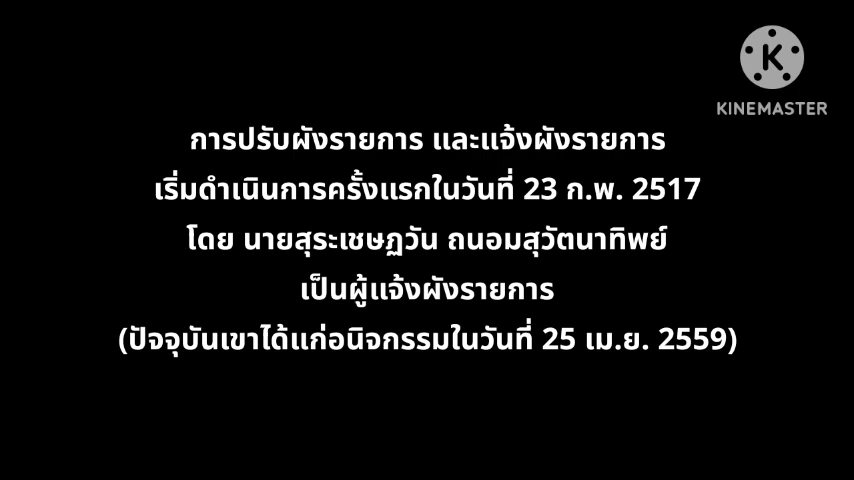 KINEMASTER
การปรับผังรายการ และแจ้งผังรายการ
เริ่มดำเนินการครั้งแรกในวันที่ 23 ก.พ. 2517
โดย นายสุระเชษฏวัน ถนอมสุวัตนาทิพย์
เป็นผู้แจ้งผังรายการ
(ปัจจุบันเขาได้แก่อนิจกรรมในวันที่ 25 เม.ย. 2559)